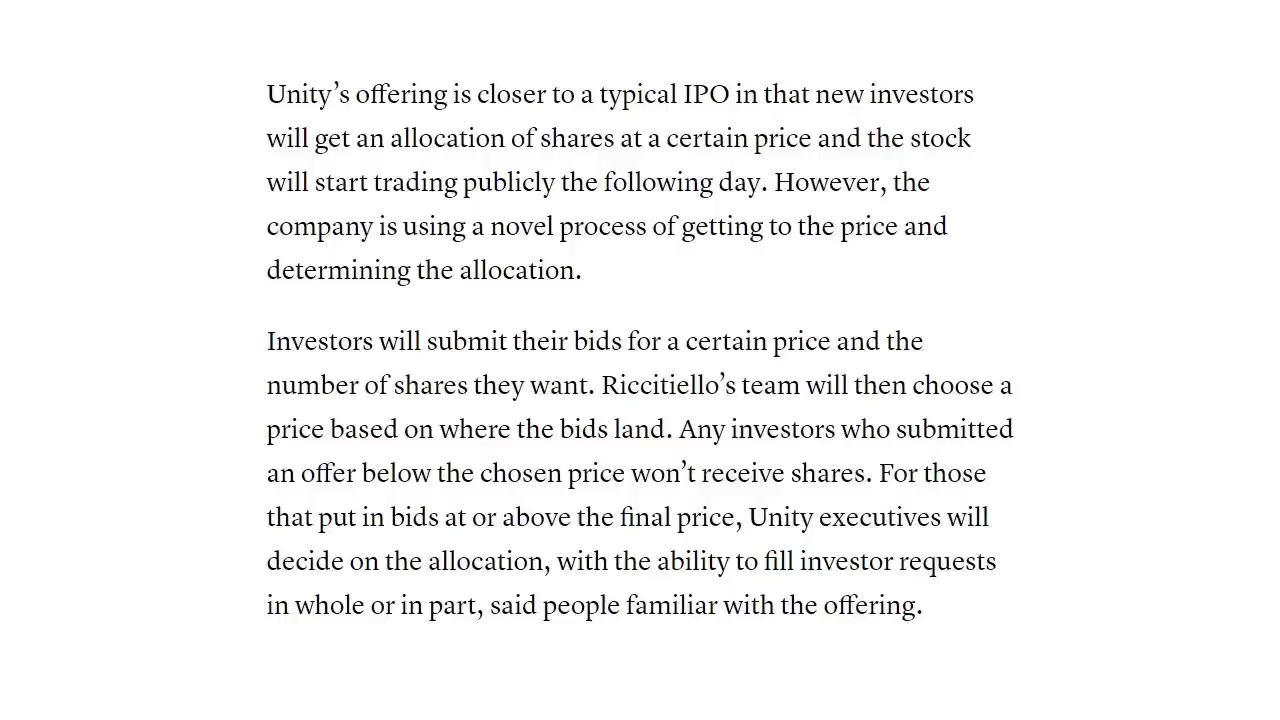 Unity’s offering is closer to a typical IPO in that new investors
will get an allocation of shares at a certain price and the stock
will start trading publicly the following day. However, the
company is using a novel process of getting to the price and
determining the allocation.
Investors will submit their bids for a certain price and the
number of shares they want. Riccitiello’s team will then choose a
price based on where the bids land. Any investors who submitted
an offer below the chosen price won’t receive shares. For those
that put in bids at or above the final price, Unity executives will
decide on the allocation, with the ability to fill investor requests
in whole or in part, said people familiar with the offering.